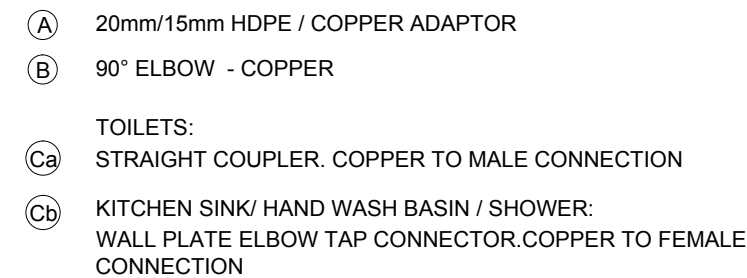 A 20mm/15mm HDPE / COPPER ADAPTOR
B 90° ELBOW - COPPER
TOILETS:
Ca STRAIGHT COUPLER. COPPER TO MALE CONNECTION
Cb KITCHEN SINK/ HAND WASH BASIN / SHOWER:
WALL PLATE ELBOW TAP CONNECTOR.COPPER TO FEMALE
CONNECTION